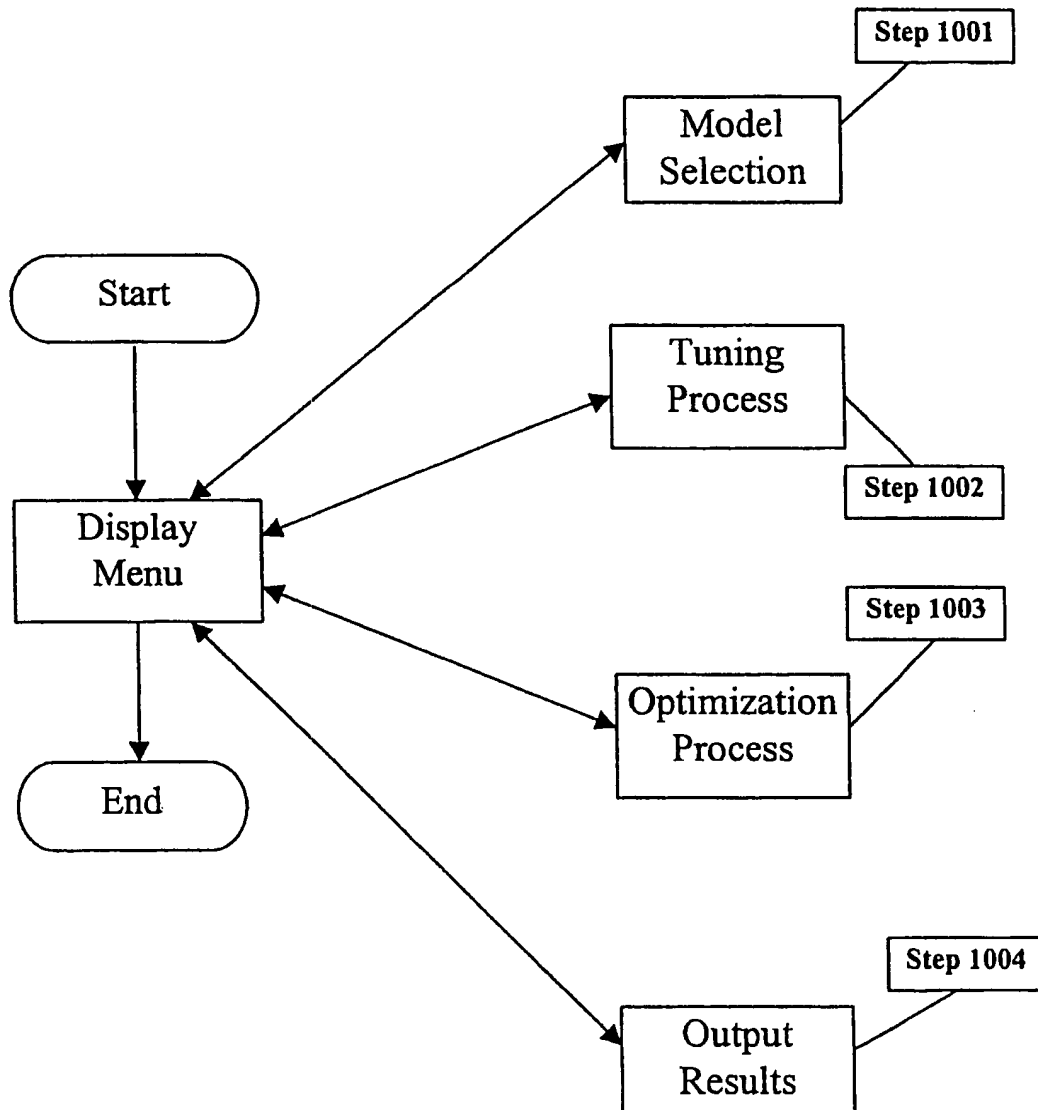 Step 1001
Model
Selection
Start
Tuning
Process
Step 1002
Display
Menu
Step 1003
Optimization
Process
End
Step 1004
Output
Results